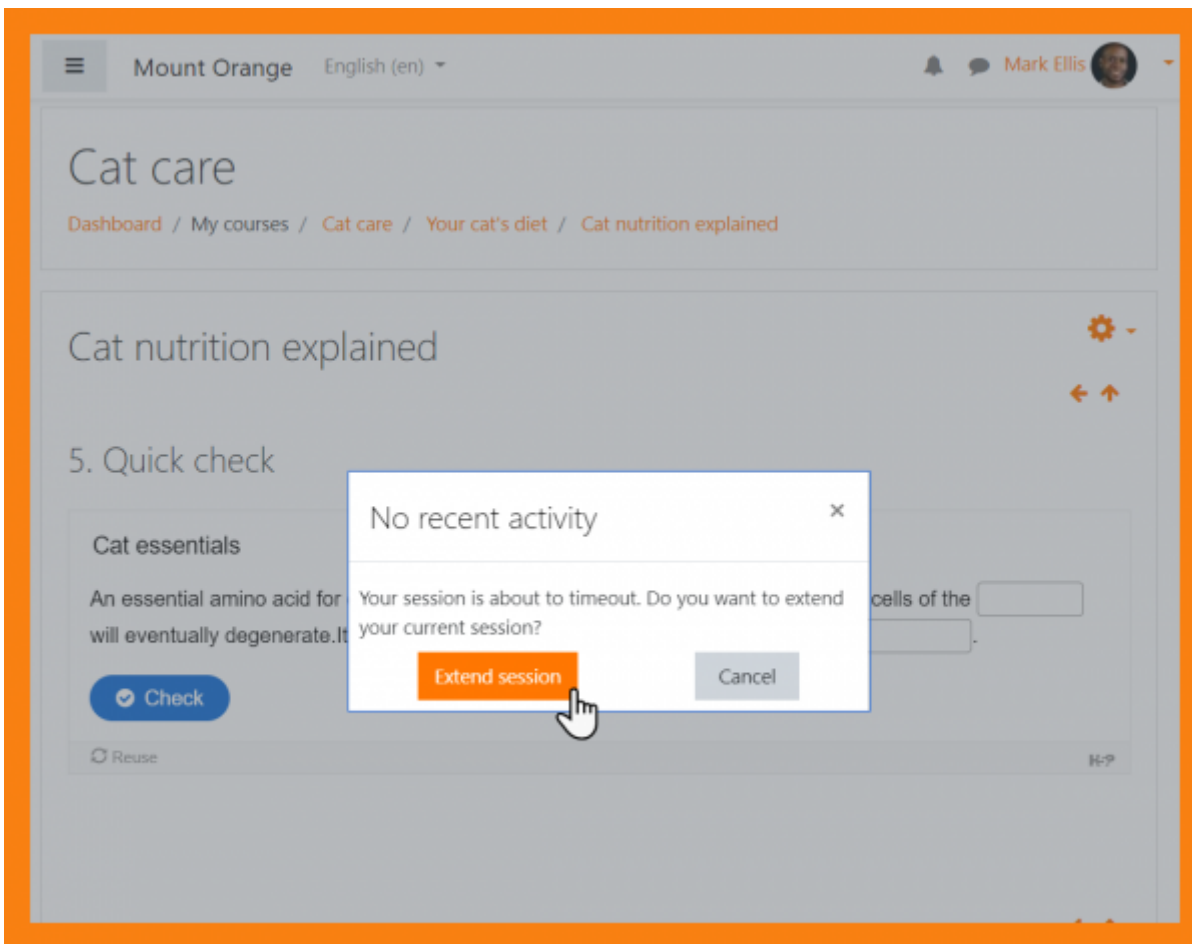 Mount Orange English (en) Mark Ellis
Cat care
Dashboard / My courses / Cat care / Your cat's diet / Cat nutrition explained
Cat nutrition explained
5. Quick check
No recent activity ×
Cat essentials
An essential amino acid for
Your session is about to timeout. Do you want to extend
cells of the
will eventually degenerate.It
your current session?
.
Extend session Cancel
Check
Reuse H-P